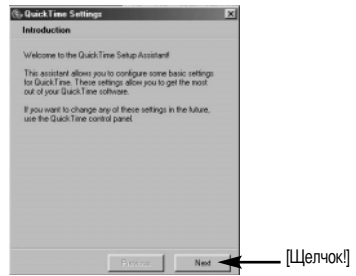 QuickTime Settings
Introduction
Welcome to the QuickTime Setup Assistant!
This assistant allows you to configure some basic settings
for QuickTime. These settings allow you to get the most
out of your QuickTime software.
If you want to change any of these settings in the future,
use the QuickTime control panel.
Previous
Next
[Щелчок!]